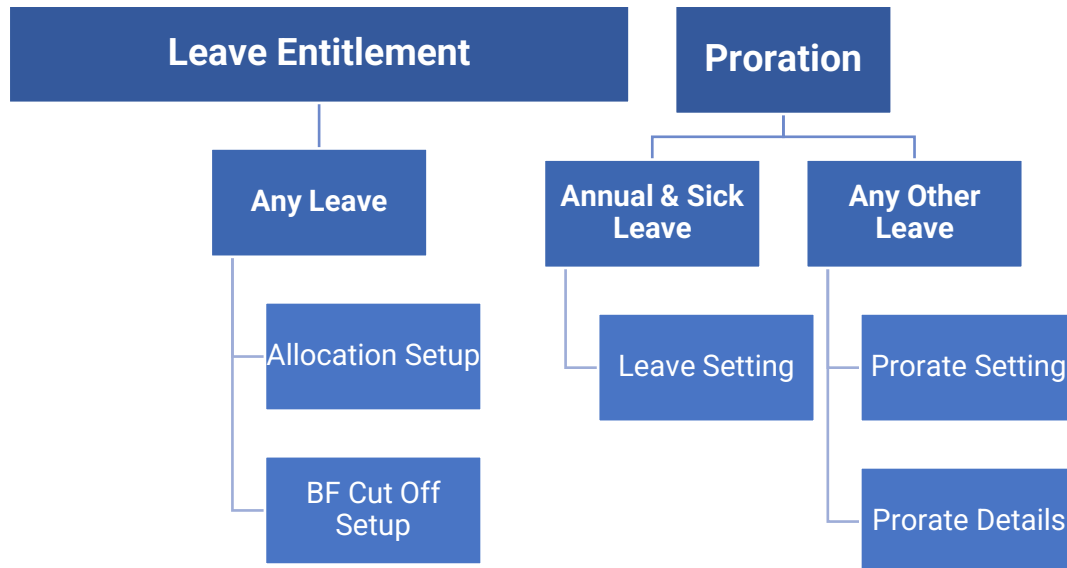 Leave Entitlement
Proration
Any Leave
Annual & Sick
Leave
Any Other
Leave
Allocation Setup
Leave Setting
Prorate Setting
BF Cut Off
Setup
Prorate Details